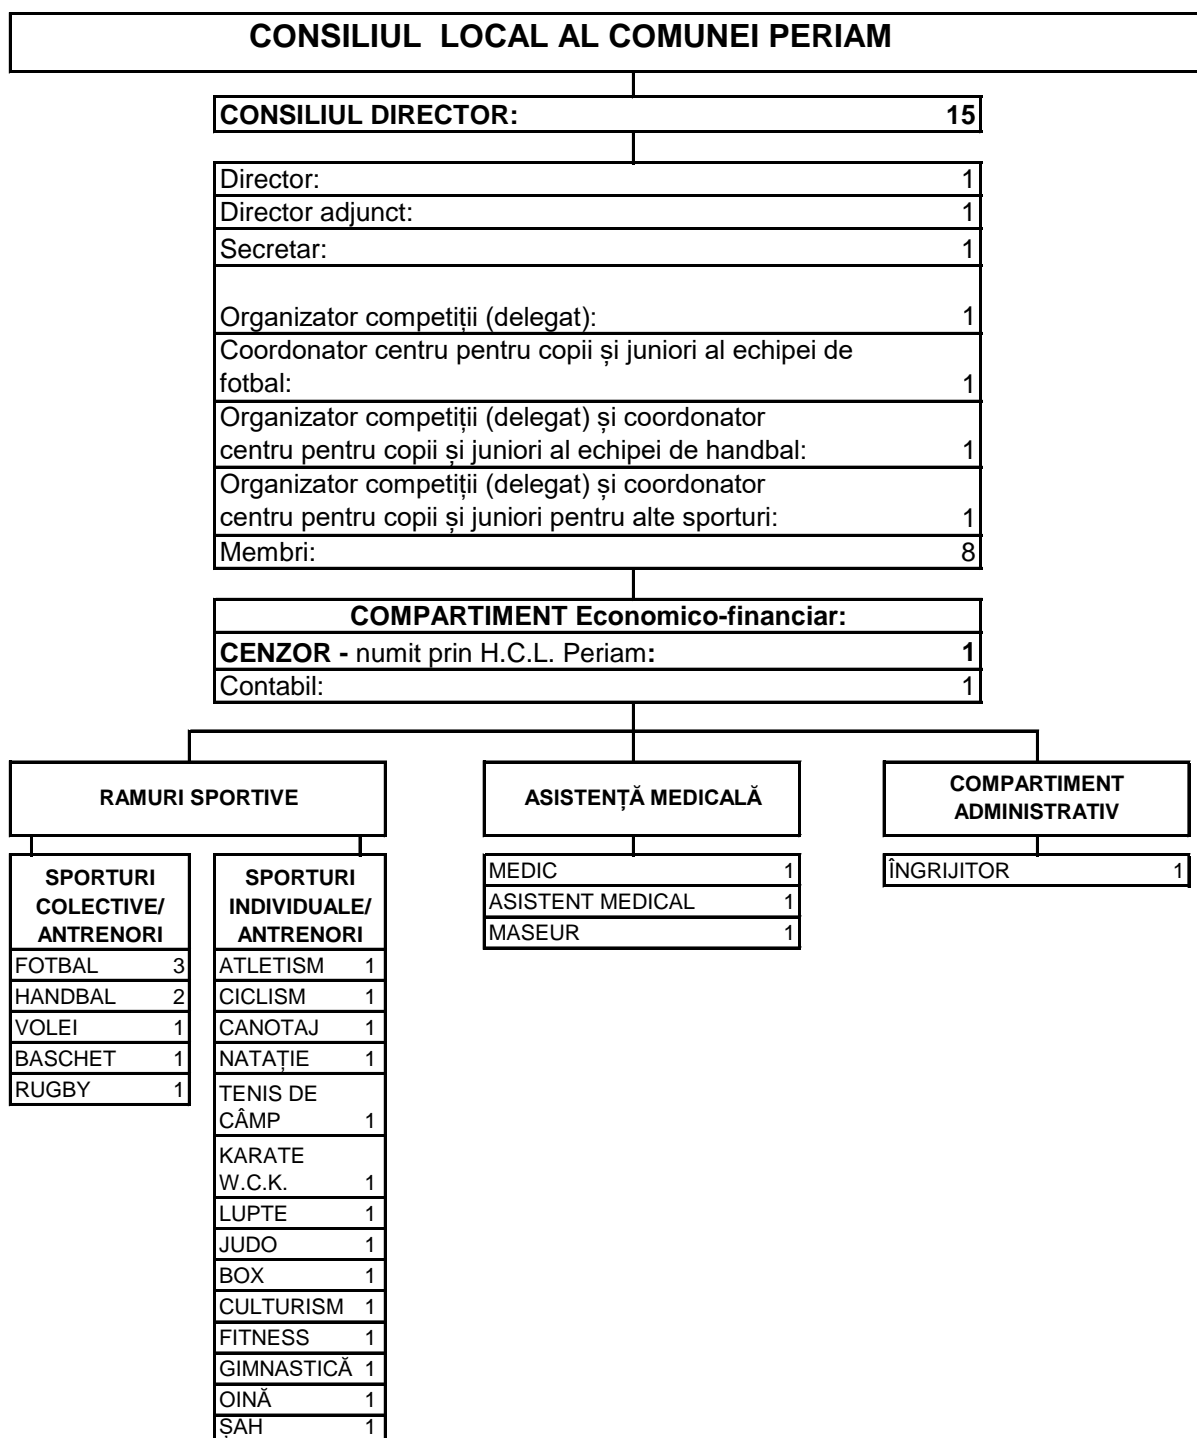 CONSILIUL LOCAL AL COMUNEI PERIAM
CONSILIUL DIRECTOR: 15
Director: 1
Director adjunct: 1
Secretar: 1
Organizator competiții (delegat): 1
Coordonator centru pentru copii și juniori al echipei de
fotbal: 1
Organizator competiții (delegat) și coordonator
centru pentru copii și juniori al echipei de handbal: 1
Organizator competiții (delegat) și coordonator
centru pentru copii și juniori pentru alte sporturi: 1
Membri: 8
COMPARTIMENT Economico-financiar:
CENZOR - numit prin H.C.L. Periam: 1
Contabil: 1
RAMURI SPORTIVE
SPORTURI
COLECTIVE/
ANTRENORI
FOTBAL 3
HANDBAL 2
VOLEI 1
BASCHET 1
RUGBY 1
SPORTURI
INDIVIDUALE/
ANTRENORI
ATLETISM 1
CICLISM 1
CANOTAJ 1
NATAȚIE 1
TENIS DE
CÂMP 1
KARATE
W.C.K. 1
LUPTE 1
JUDO 1
BOX 1
CULTURISM 1
FITNESS 1
GIMNASTICĂ 1
OINĂ 1
ȘAH 1
ASISTENȚĂ MEDICALĂ
MEDIC 1
ASISTENT MEDICAL 1
MASEUR 1
COMPARTIMENT
ADMINISTRATIV
ÎNGRIJITOR 1